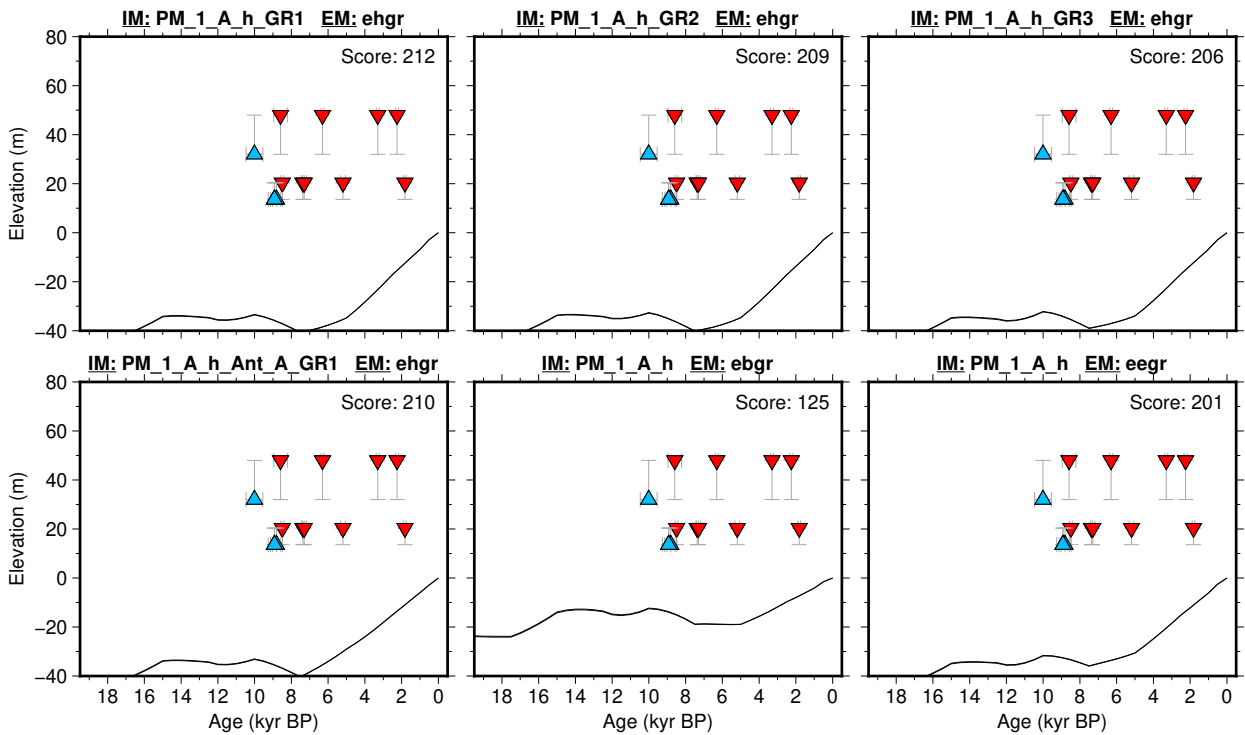 IM: PM_1_A_h_GR1 EM: ehgr
IM: PM_1_A_h_GR2 EM: ehgr
IM: PM_1_A_h_GR3 EM: ehgr
80
60
40
20
0
−20
−40
Elevation (m)
Score: 212
Score: 209
Score: 206
IM: PM_1_A_h_Ant_A_GR1 EM: ehgr
IM: PM_1_A_h EM: ebgr
IM: PM_1_A_h EM: eegr
80
60
40
20
0
−20
−40
Elevation (m)
Score: 210
Score: 125
Score: 201
18 16 14 12 10 8 6 4 2 0
18 16 14 12 10 8 6 4 2 0
18 16 14 12 10 8 6 4 2 0
Age (kyr BP)
Age (kyr BP)
Age (kyr BP)